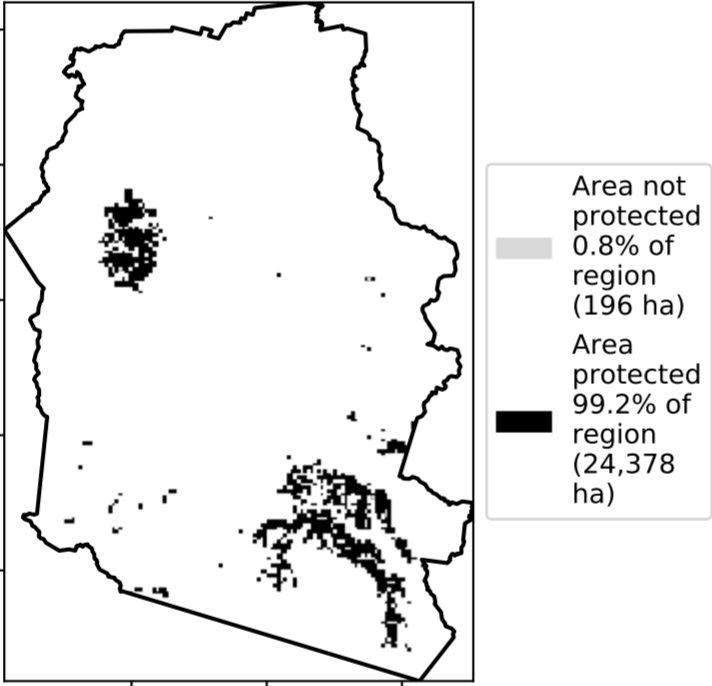 Area not
protected
0.8% of
region
(196 ha)
Area
protected
99.2% of
region
(24,378
ha)